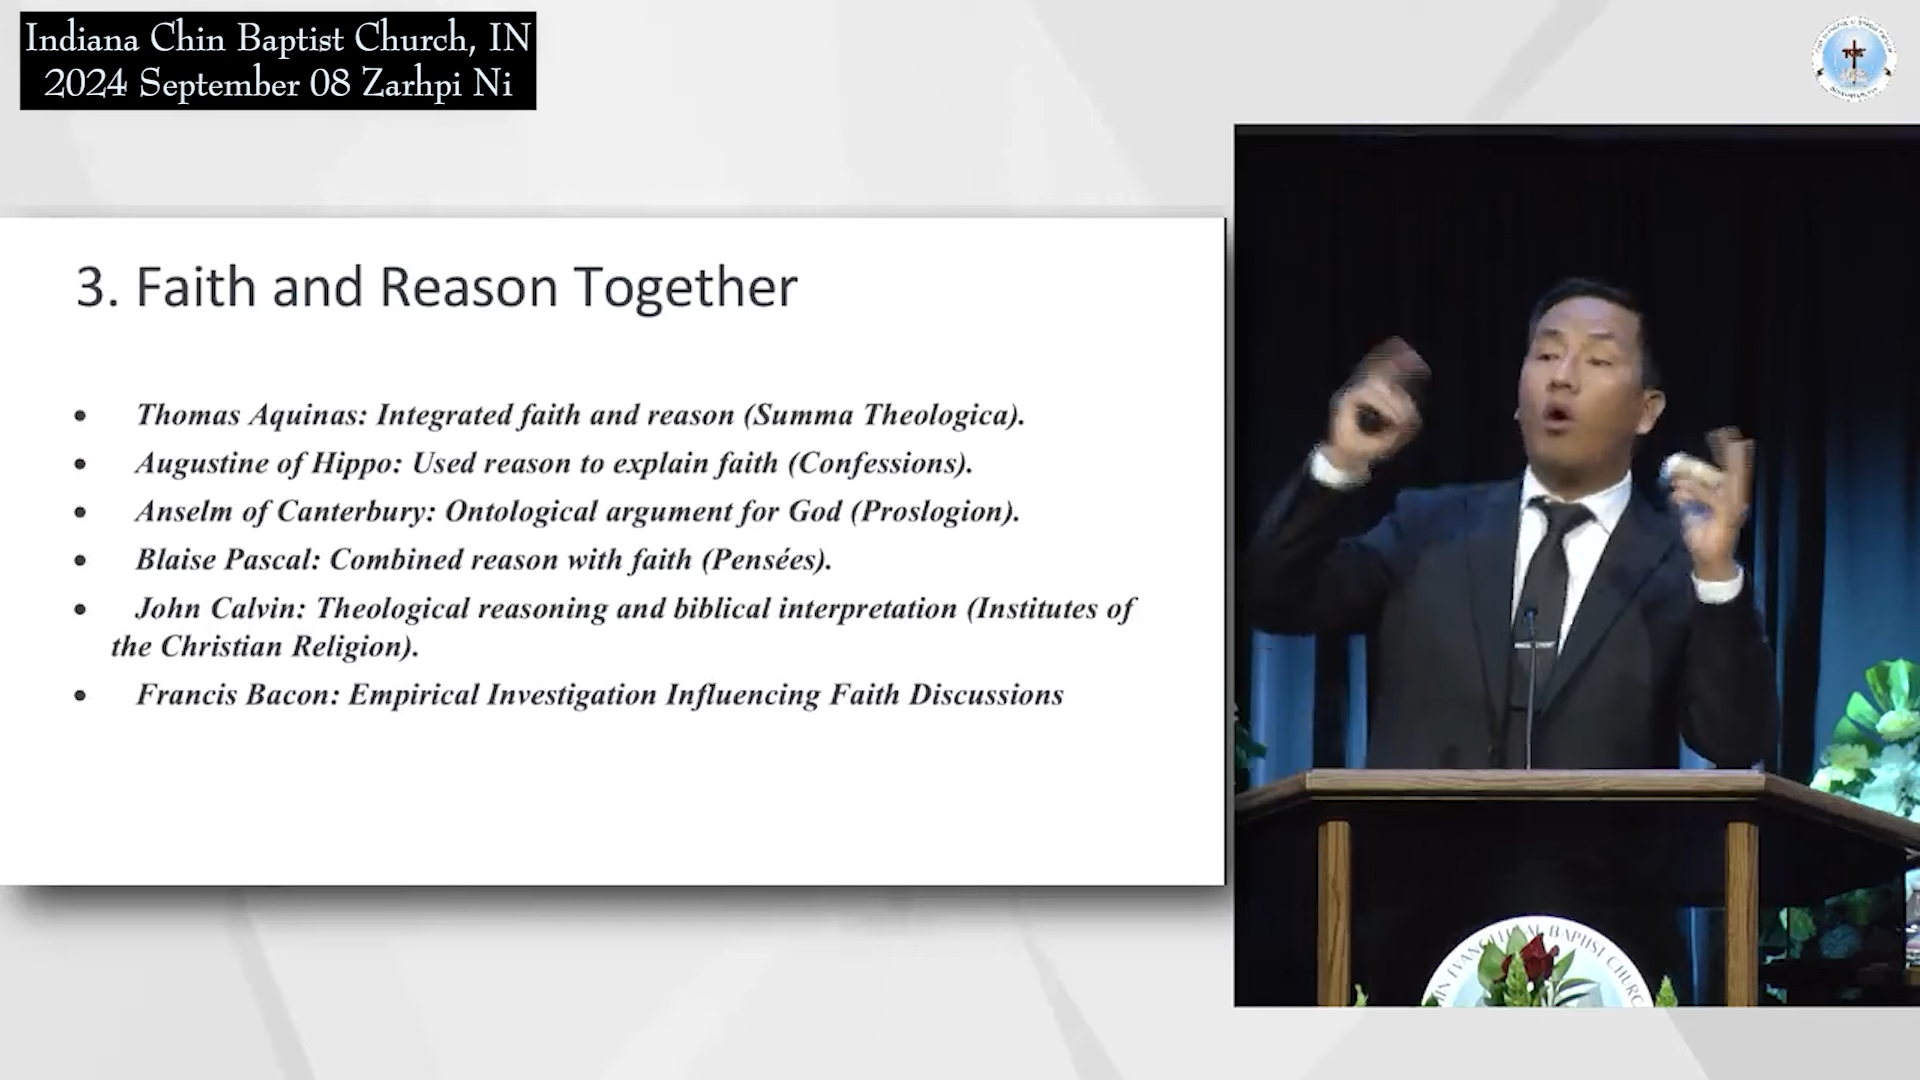 Indiana Chin Baptist Church, IN
2024 September 08 Zarhpi Ni
3. Faith and Reason Together
• Thomas Aquinas: Integrated faith and reason (Summa Theologica).
• Augustine of Hippo: Used reason to explain faith (Confessions).
• Anselm of Canterbury: Ontological argument for God (Proslogion).
• Blaise Pascal: Combined reason with faith (Pensées).
• John Calvin: Theological reasoning and biblical interpretation (Institutes of
the Christian Religion).
• Francis Bacon: Empirical Investigation Influencing Faith Discussions
EVANGELICAL BAPTIST CHURCH